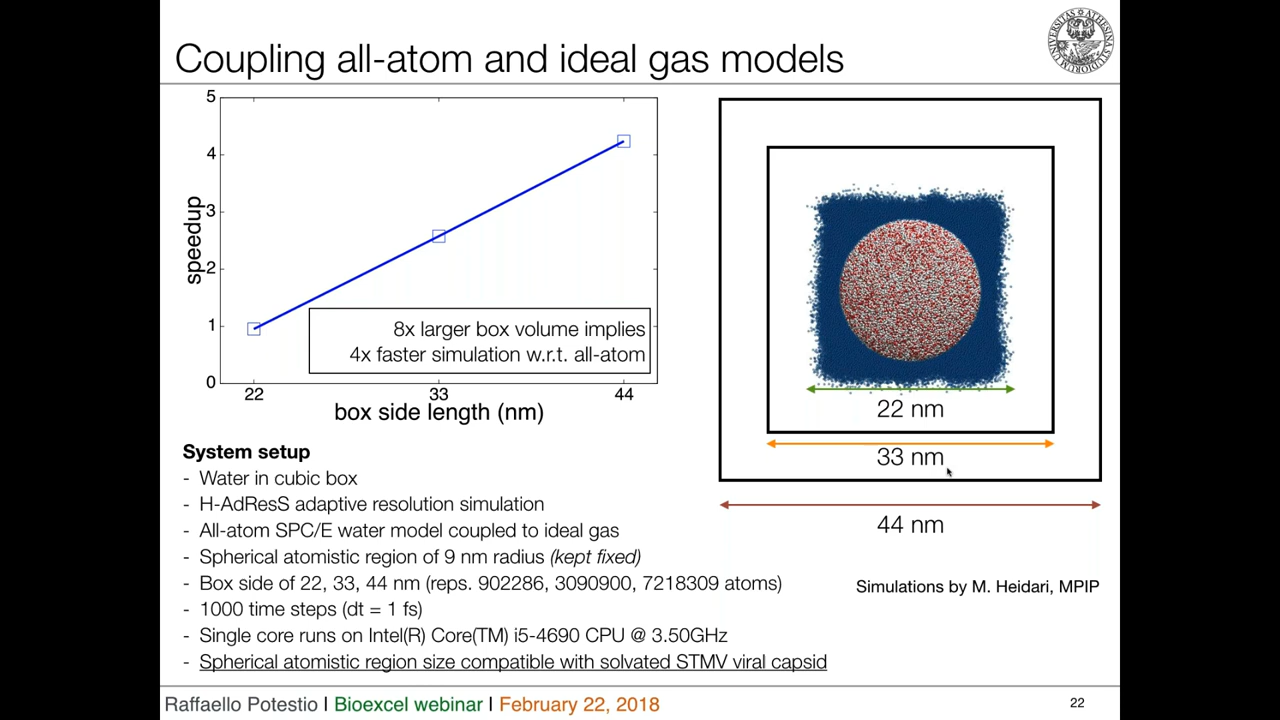 Coupling all-atom and ideal gas models
UNIVERSITAS ATHESINA STUDIORUM
5
4
3
2
1
0
speedup
8x larger box volume implies
4x faster simulation w.r.t. all-atom
22
33
44
box side length (nm)
22 nm
33 nm
44 nm
System setup
- Water in cubic box
- H-AdResS adaptive resolution simulation
- All-atom SPC/E water model coupled to ideal gas
- Spherical atomistic region of 9 nm radius (kept fixed)
- Box side of 22, 33, 44 nm (reps. 902286, 3090900, 7218309 atoms)
- 1000 time steps (dt = 1 fs)
- Single core runs on Intel(R) Core(TM) i5-4690 CPU @ 3.50GHz
- Spherical atomistic region size compatible with solvated STMV viral capsid
Simulations by M. Heidari, MPIP
Raffaello Potestio I Bioexcel webinar I February 22, 2018
22